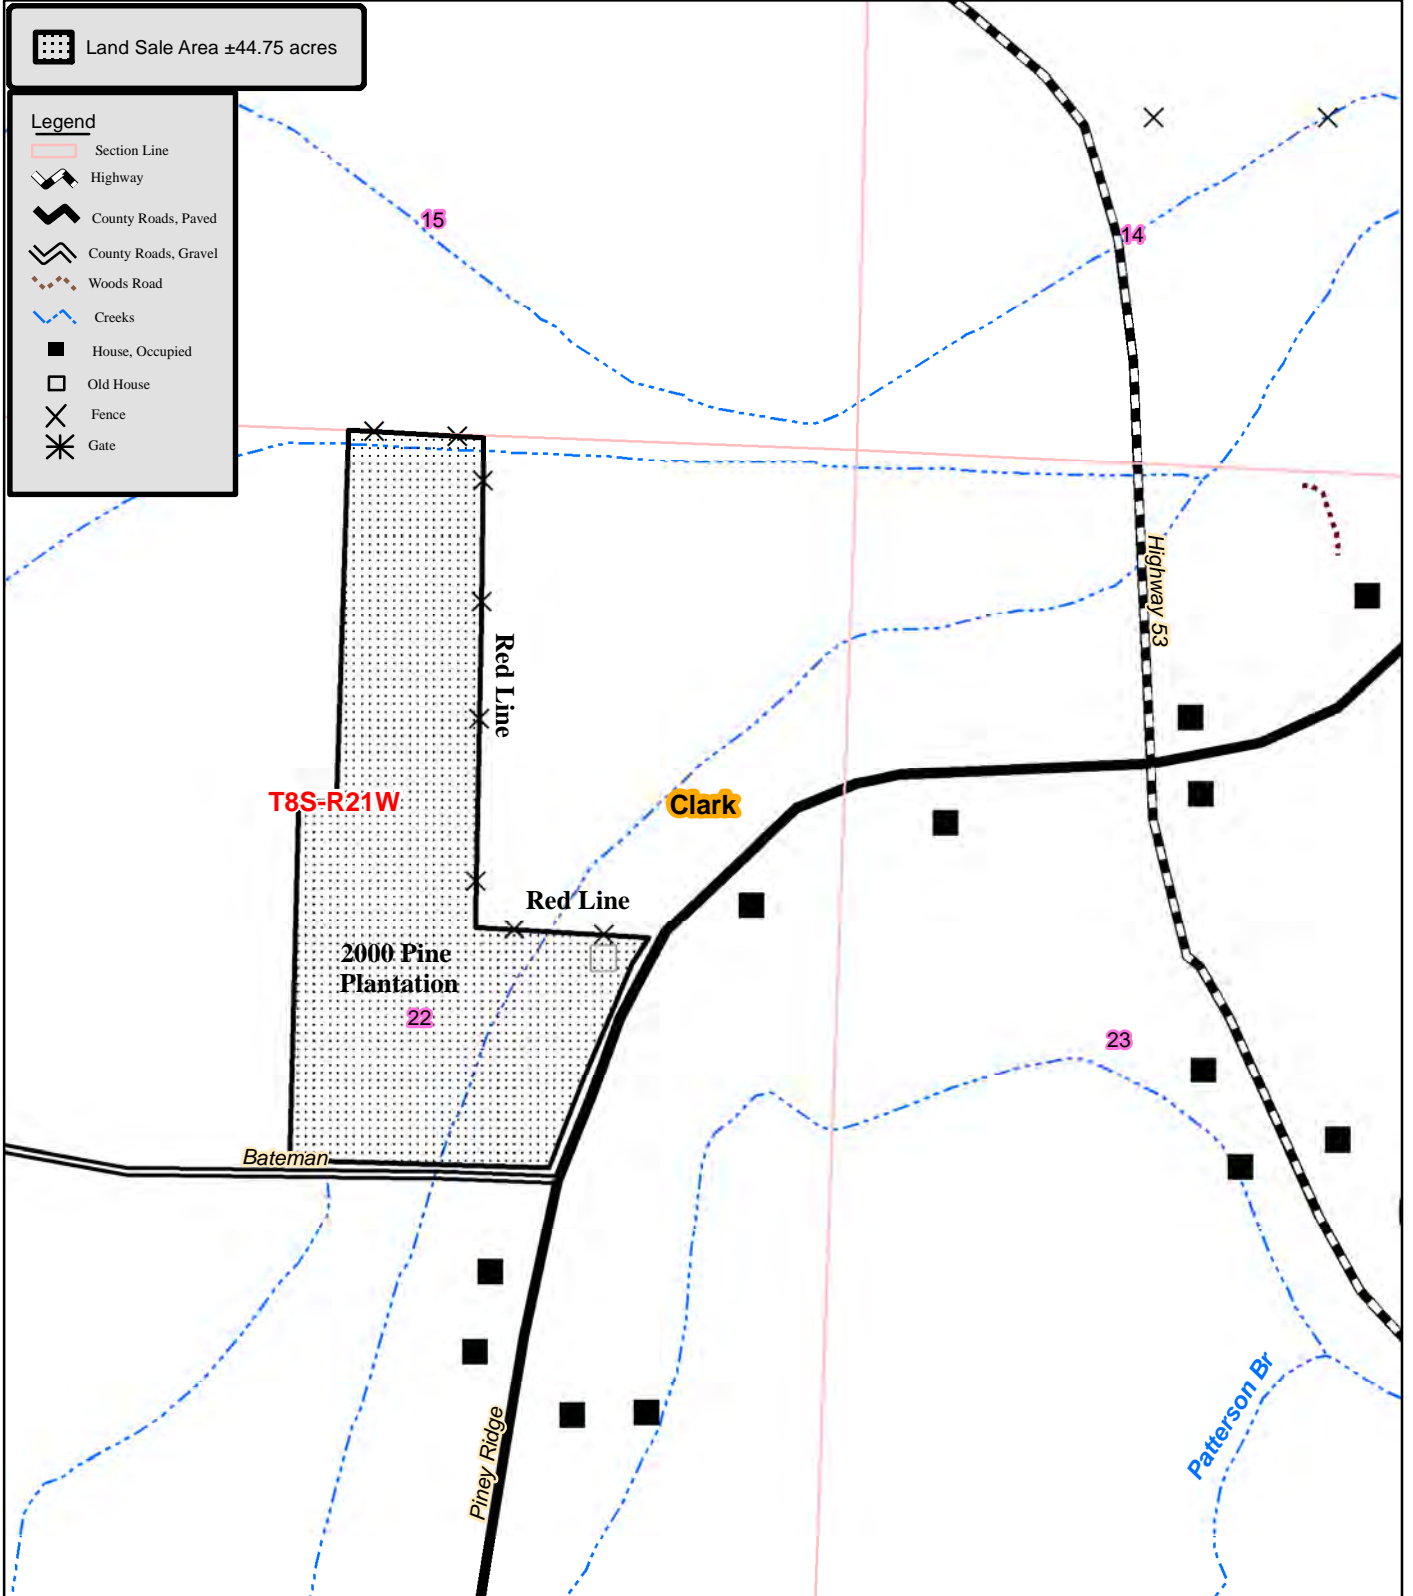 Land Sale Area ±44.75 acres
Legend
Section Line
Highway
County Roads, Paved
County Roads, Gravel
Woods Road
Creeks
House, Occupied
Old House
Fence
Gate
15
14
Highway 53
Red Line
T8S-R21W
Clark
Red Line
2000 Pine
Plantation
22
23
Bateman
Piney Ridge
Patterson Br